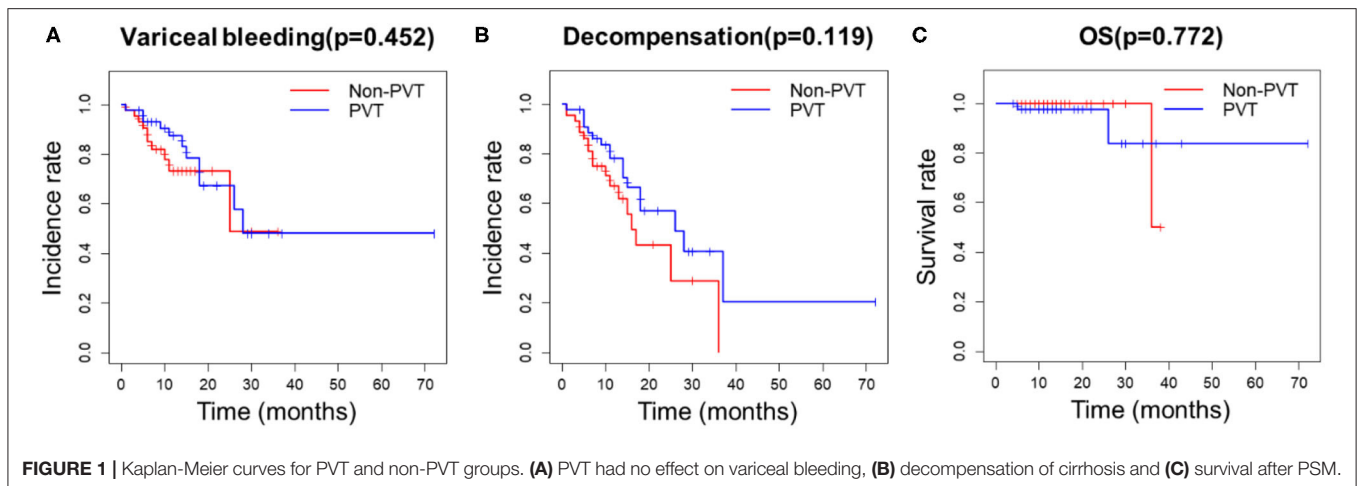 A Variceal bleeding(p=0.452)
Incidence rate
1.0
0.8
0.6
0.4
0.2
0.0
Non-PVT
PVT
0 10 20 30 40 50 60 70
Time (months)
B Decompensation(p=0.119)
Incidence rate
1.0
0.8
0.6
0.4
0.2
0.0
Non-PVT
PVT
0 10 20 30 40 50 60 70
Time (months)
C OS(p=0.772)
Survival rate
1.0
0.8
0.6
0.4
0.2
0.0
Non-PVT
PVT
0 10 20 30 40 50 60 70
Time (months)
FIGURE 1 | Kaplan-Meier curves for PVT and non-PVT groups. (A) PVT had no effect on variceal bleeding, (B) decompensation of cirrhosis and (C) survival after PSM.